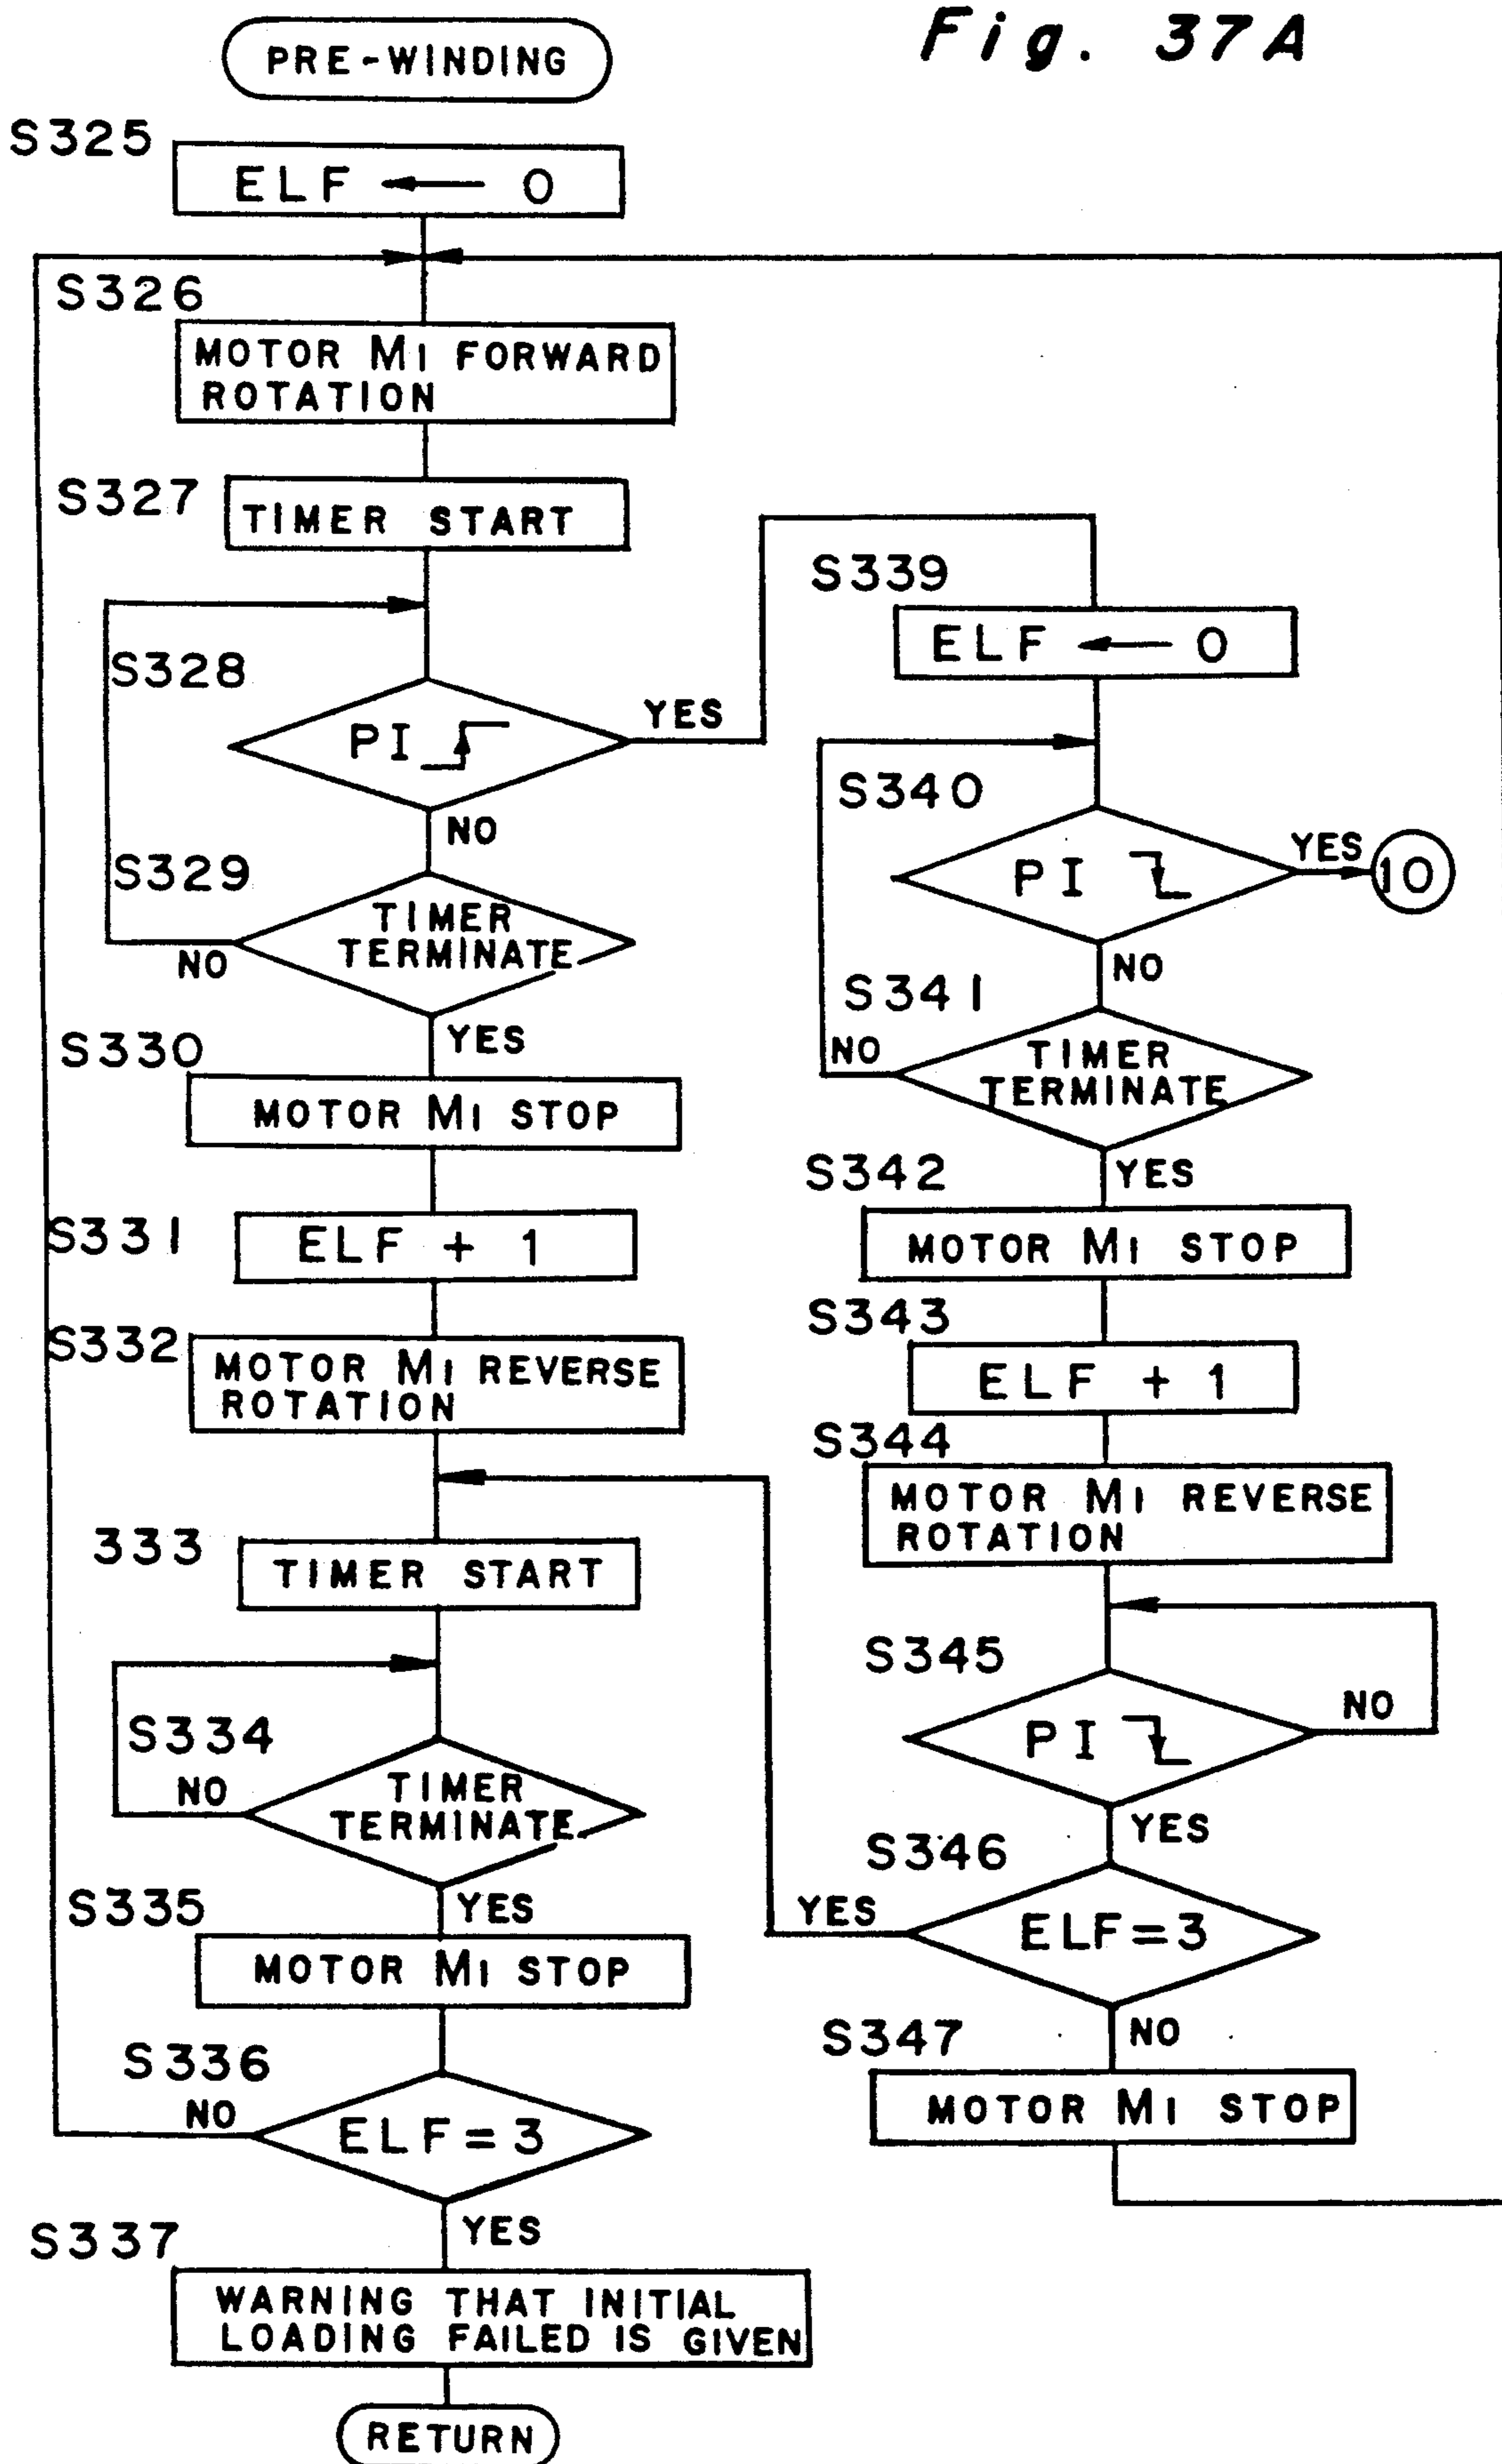 Fig. 37A
PRE-WINDING
S325
ELF ← 0
S326
MOTOR M1 FORWARD
ROTATION
S327
TIMER START
S328
PI
YES
NO
S329
TIMER
TERMINATE
NO
YES
S330
MOTOR M1 STOP
S331
ELF + 1
S332
MOTOR M1 REVERSE
ROTATION
333
TIMER START
S334
TIMER
TERMINATE
NO
YES
S335
MOTOR M1 STOP
S336
ELF=3
NO
YES
S337
WARNING THAT INITIAL
LOADING FAILED IS GIVEN
RETURN
S339
ELF ← 0
S340
PI
YES
10
NO
S341
TIMER
TERMINATE
NO
YES
S342
MOTOR M1 STOP
S343
ELF + 1
S344
MOTOR M1 REVERSE
ROTATION
S345
PI
NO
YES
S346
ELF=3
YES
NO
S347
MOTOR M1 STOP